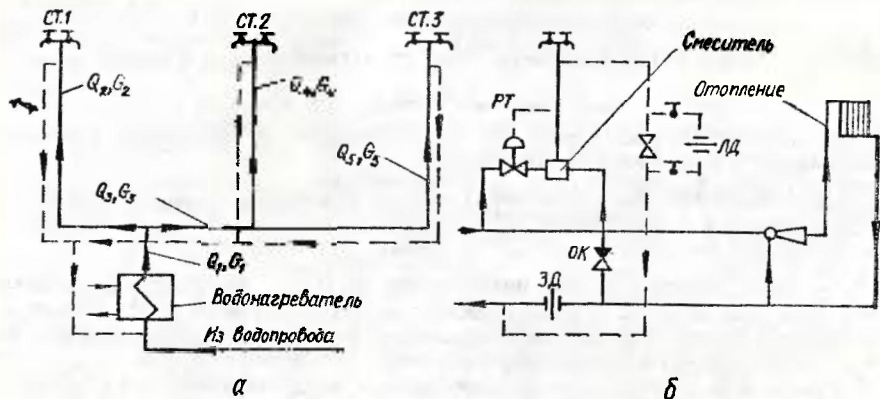 СТ.1
СТ.2
СТ.3
Q2, G2
Q4, G4
Q5, G5
Q3, G3
Q1, G1
Водонагреватель
Из водопровода
а
Смеситель
Отопление
РТ
ЛД
ОК
ЗД
б